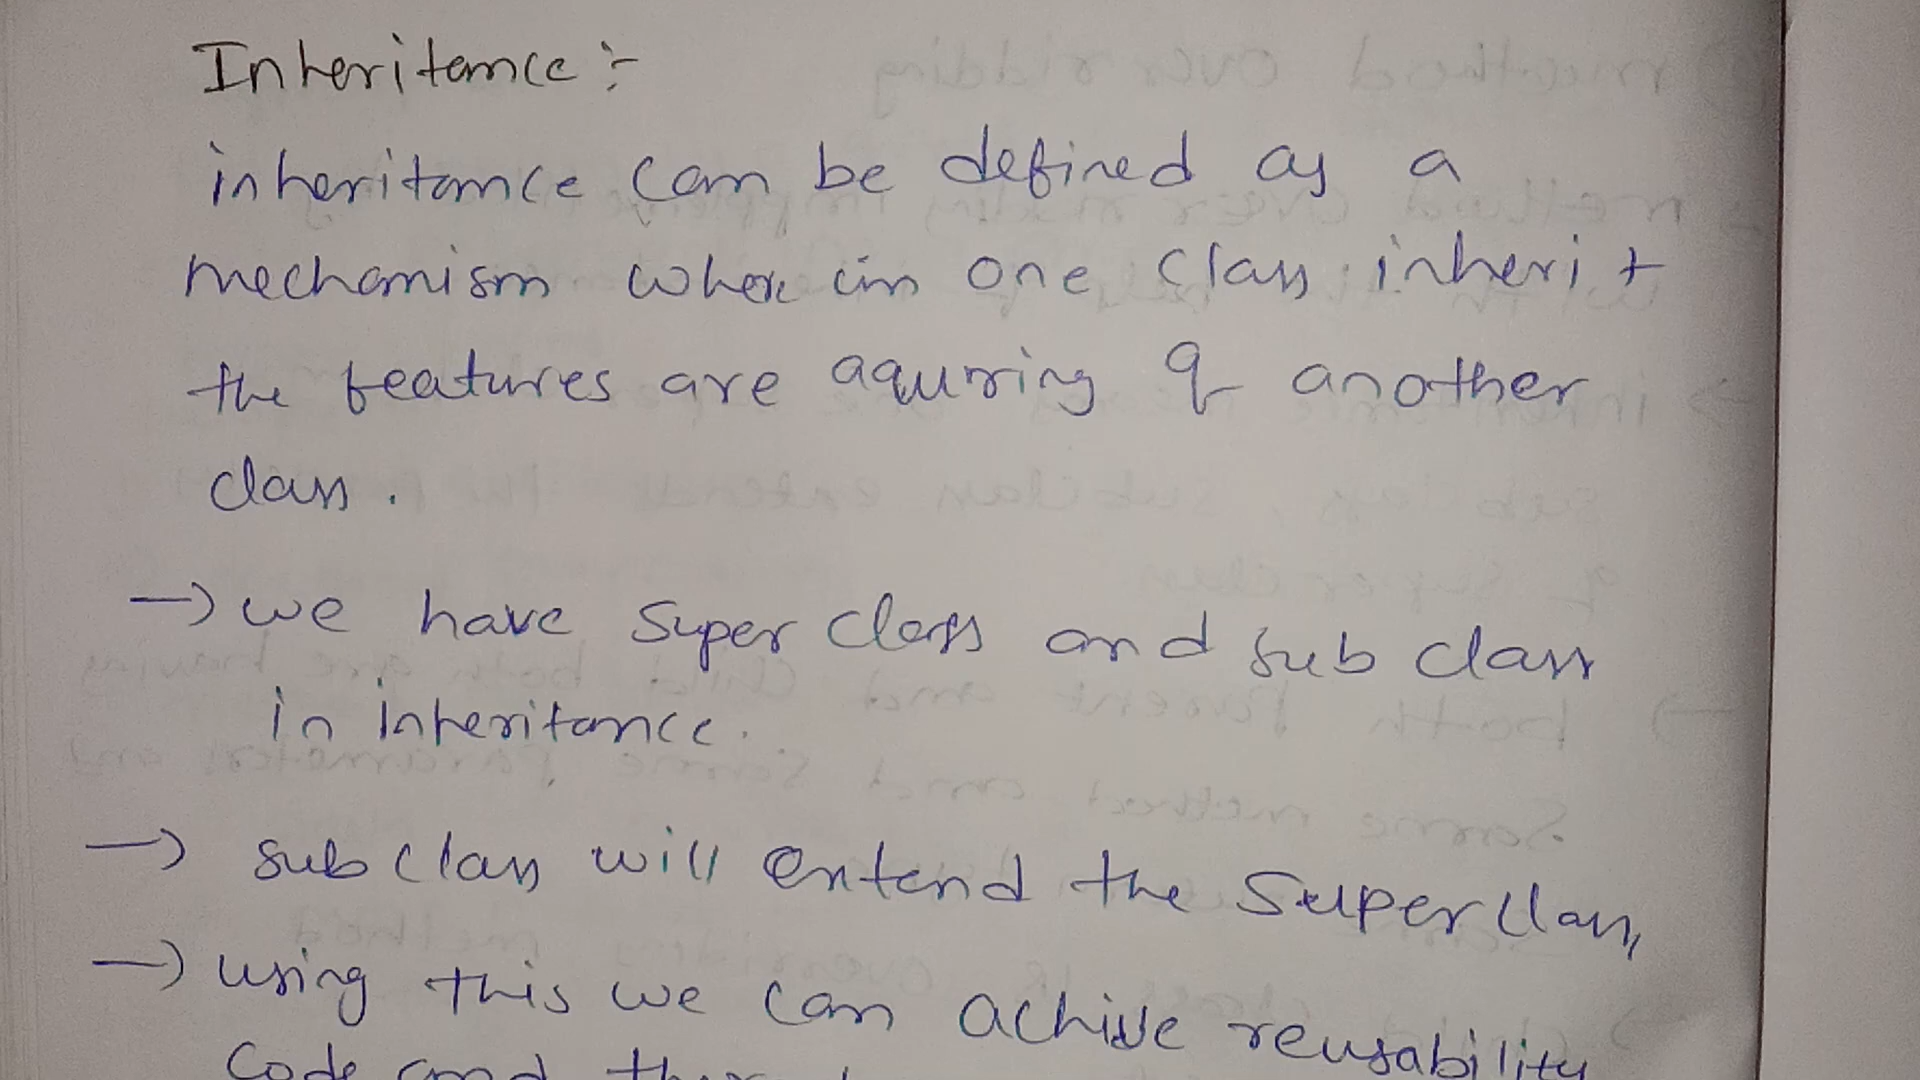 Inheritance :-
inheritance can be defined as a
mechanism where in one class inherit
the features are aquring of another
class.
→ we have super class and sub class
in inheritance.
→ sub class will extend the super class,
→ using this we can achive reusability
code and